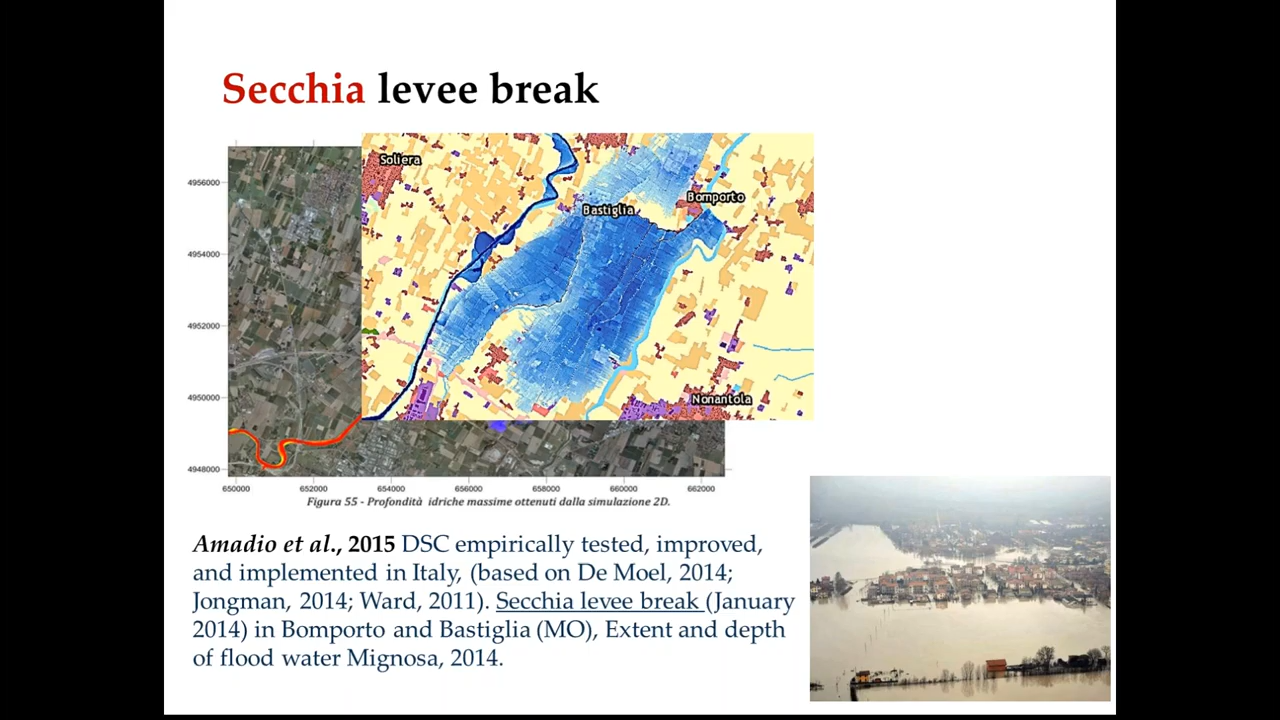 Secchia levee break
Soliera
Bastiglia
Bomporto
Nonantola
4956000
4954000
4952000
4950000
4948000
650000 652000 654000 656000 658000 660000 662000
Figura 55 - Profondità idriche massime ottenuti dalla simulazione 2D.
Amadio et al., 2015 DSC empirically tested, improved,
and implemented in Italy, (based on De Moel, 2014;
Jongman, 2014; Ward, 2011). Secchia levee break (January
2014) in Bomporto and Bastiglia (MO), Extent and depth
of flood water Mignosa, 2014.